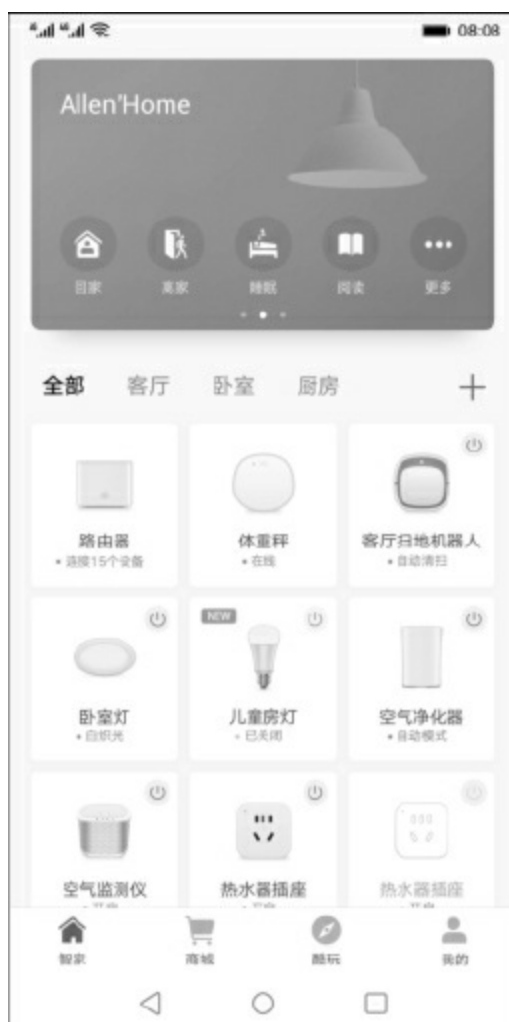 08:08
Allen'Home
回家 离家 睡眠 阅读 更多
全部 客厅 卧室 厨房
路由器 体重秤 客厅扫地机器人
连接15个设备 在线 自动清扫
NEW
卧室灯 儿童房灯 空气净化器
白炽光 已关闭 自动模式
空气监测仪 热水器插座 热水器插座
智家 商城 酷玩 我的